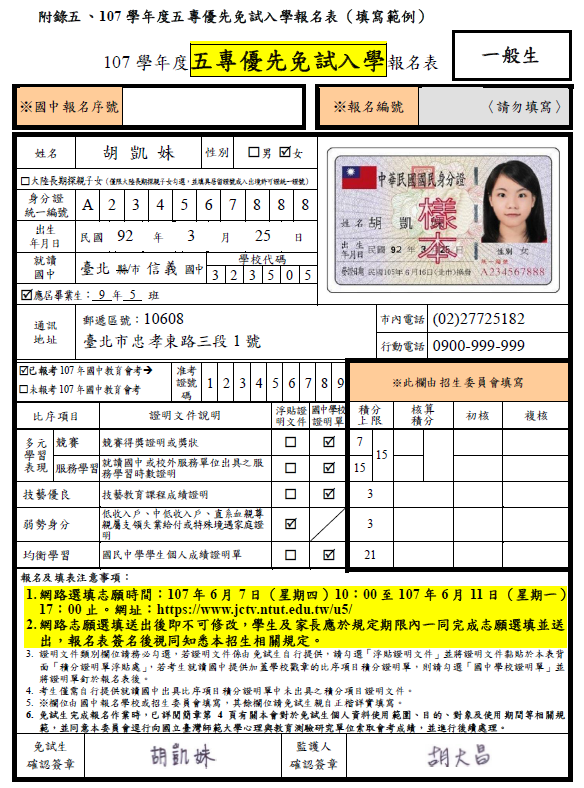 附錄五、107 學年度五專優先免試入學報名表（填寫範例）
107 學年度五專優先免試入學報名表
一般生
※國中報名序號
※報名編號
〈請勿填寫〉
姓名 胡凱妹 性別 □男 ☑女
□大陸長期探親子女（僅限大陸長期探親子女勾選，並填具居留證號或入出境許可證統一證號）
身分證統一編號 A 2 3 4 5 6 7 8 8 8
出生年月日 民國 92 年 3 月 25 日
就讀國中 臺北 縣/市 信義 國中 學校代碼 3 2 3 5 0 5
☑應屆畢業生：9 年 5 班
中華民國國民身分證
樣本
姓名 胡凱妹
出生年月日 民國 92 年 3 月 25 日
性別 女
發證日期 民國105年6月16日(北市)換發
統一編號
A234567888
通訊地址 郵遞區號：10608
臺北市忠孝東路三段 1 號
市內電話 (02)27725182
行動電話 0900-999-999
☑已報考 107 年國中教育會考→
□未報考 107 年國中教育會考
准考證號碼 1 2 3 4 5 6 7 8 9
※此欄由招生委員會填寫
比序項目 證明文件說明 浮貼證明文件 國中學校證明單 積分上限 核算積分 初核 複核
多元學習表現 競賽 競賽得獎證明或獎狀 □ ☑ 7 15
服務學習 就讀國中或校外服務單位出具之服務學習時數證明 □ ☑ 15
技藝優良 技藝教育課程成績證明 □ ☑ 3
弱勢身分 低收入戶、中低收入戶、直系血親尊親屬支領失業給付或特殊境遇家庭證明 ☑ 3
均衡學習 國民中學學生個人成績證明單 □ ☑ 21
報名及填表注意事項：
1. 網路選填志願時間：107 年 6 月 7 日（星期四）10：00 至 107 年 6 月 11 日（星期一）
17：00 止。網址：https://www.jctv.ntut.edu.tw/u5/
2. 網路志願選填送出後即不可修改，學生及家長應於規定期限內一同完成志願選填並送
出，報名表簽名後視同知悉本招生相關規定。
3. 證明文件類別欄位請務必勾選，若證明文件係由免試生自行提供，請勾選「浮貼證明文件」並將證明文件黏貼於本表背
面「積分證明單浮貼處」，若考生就讀國中提供加蓋學校戳章的比序項目積分證明單，則請勾選「國中學校證明單」並
將證明單釘於報名表後。
4. 考生僅需自行提供就讀國中出具比序項目積分證明單中未出具之積分項目證明文件。
5. ※欄位由國中報名學校或招生委員會填寫，其餘欄位請免試生親自正楷詳實填寫。
6. 免試生完成報名作業時，已詳閱簡章第 4 頁有關本會對於免試生個人資料使用範圍、目的、對象及使用期間等相關規
範，並同意本委員會逕行向國立臺灣師範大學心理與教育測驗研究單位索取會考成績，並進行後續處理。
免試生確認簽章 胡凱妹 監護人確認簽章 胡大昌